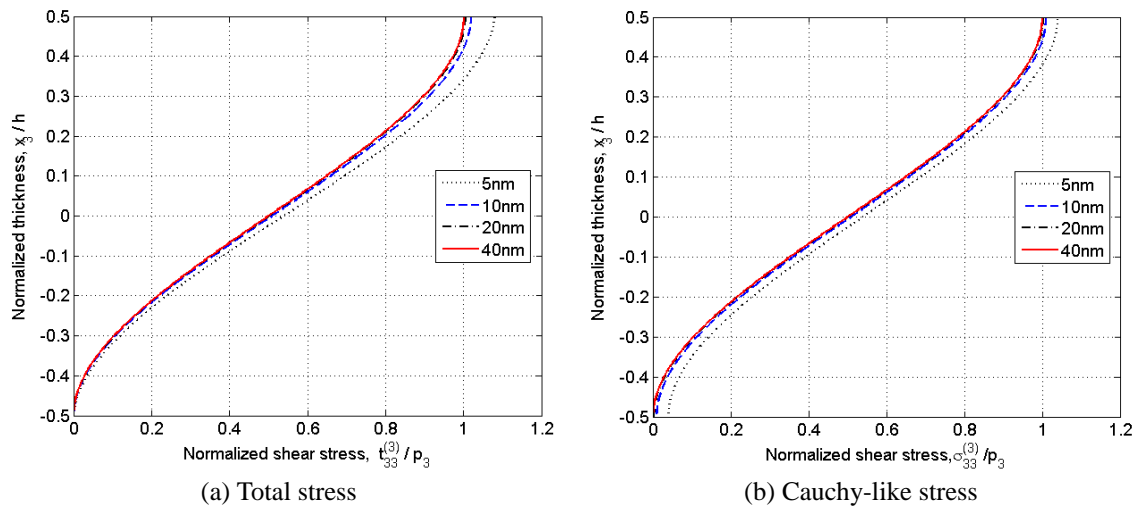 0.5
0.4
0.3
0.2
0.1
0
-0.1
-0.2
-0.3
-0.4
-0.5
Normalized thickness, x₃ / h
0 0.2 0.4 0.6 0.8 1 1.2
Normalized shear stress, t₃₃⁽³⁾ / p₃
5nm
10nm
20nm
40nm
(a) Total stress
0.5
0.4
0.3
0.2
0.1
0
-0.1
-0.2
-0.3
-0.4
-0.5
Normalized thickness, x₃ / h
0 0.2 0.4 0.6 0.8 1 1.2
Normalized shear stress,σ₃₃⁽³⁾/p₃
5nm
10nm
20nm
40nm
(b) Cauchy-like stress